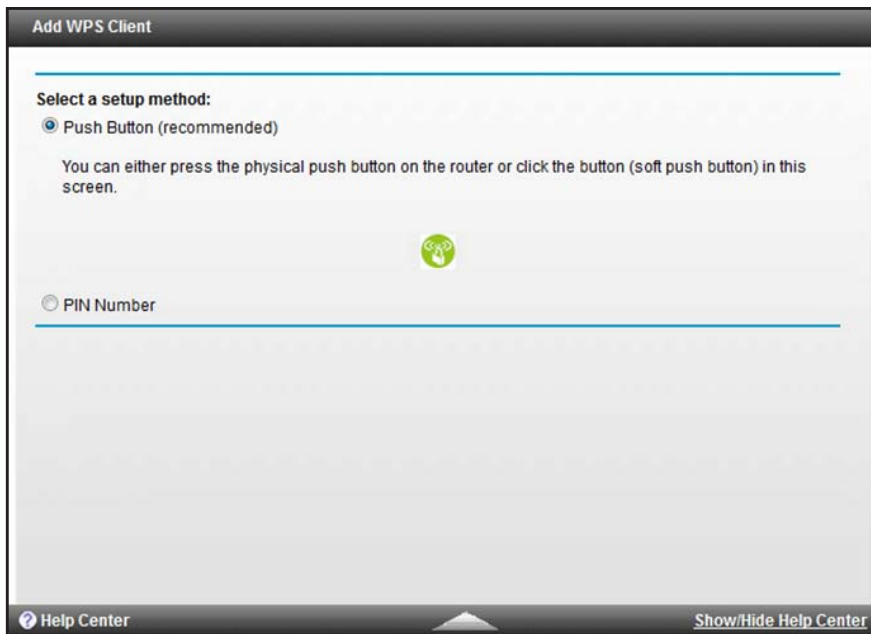 Add WPS Client
Select a setup method:
Push Button (recommended)
You can either press the physical push button on the router or click the button (soft push button) in this
screen.
PIN Number
Help Center
Show/Hide Help Center